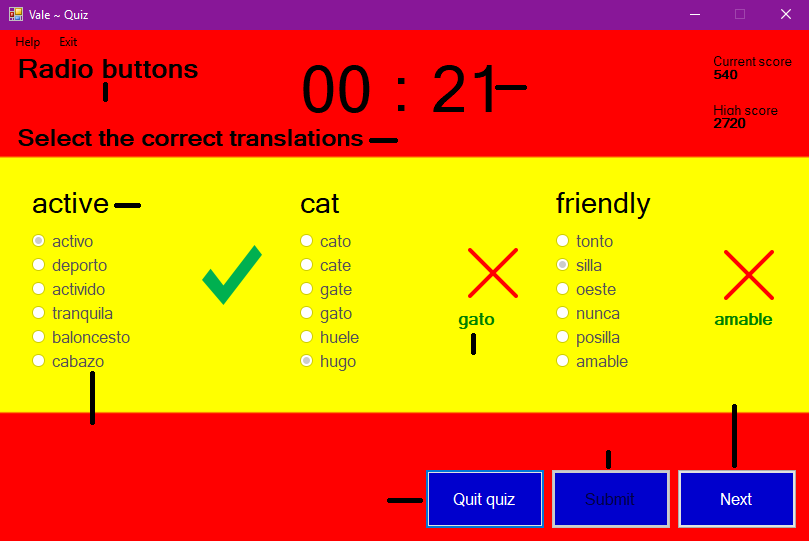 Vale ~ Quiz
Help Exit
Radio buttons
00 : 21
Current score
540
High score
2720
Select the correct translations
active
activo
deporto
activido
tranquila
baloncesto
cabazo
cat
cato
cate
gate
gato
huele
hugo
gato
friendly
tonto
silla
oeste
nunca
posilla
amable
amable
Quit quiz
Submit
Next